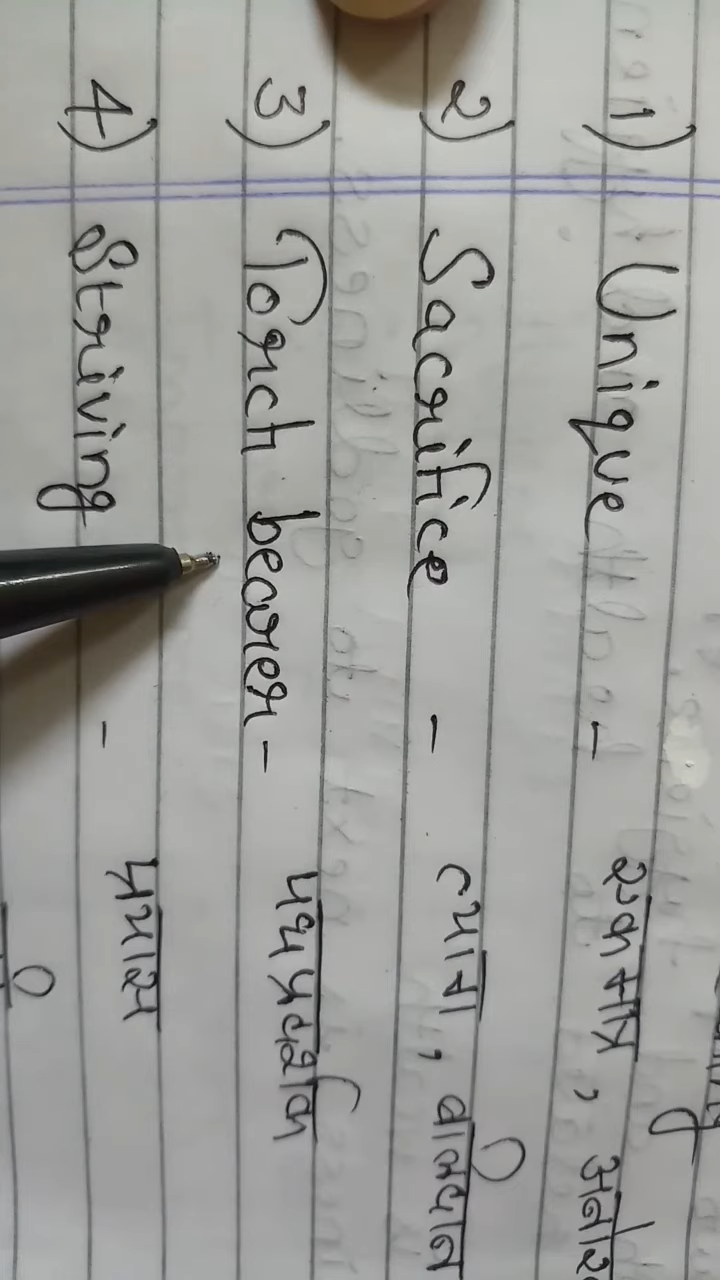 1) Unique - एकमात्र, अनोखा
2) Sacrifice - त्याग, बलिदान
3) Torch bearer - पथप्रदर्शक
4) Striving - प्रयास